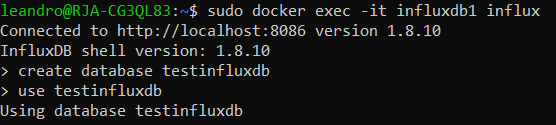 leandro@RJA-CG3QL83:~$ sudo docker exec -it influxdb1 influx
Connected to http://localhost:8086 version 1.8.10
InfluxDB shell version: 1.8.10
> create database testinfluxdb
> use testinfluxdb
Using database testinfluxdb